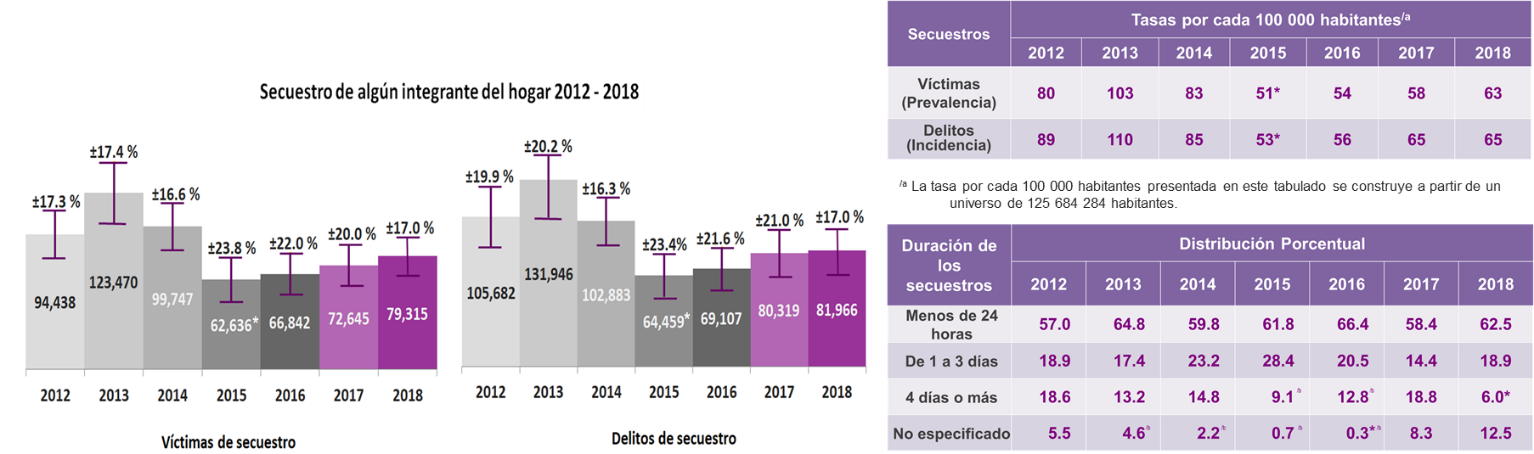 Secuestro de algún integrante del hogar 2012 - 2018
±17.3 %
±17.4 %
±16.6 %
±23.8 %
±22.0 %
±20.0 %
±17.0 %
94,438
123,470
99,747
62,636*
66,842
72,645
79,315
2012 2013 2014 2015 2016 2017 2018
Víctimas de secuestro
±19.9 %
±20.2 %
±16.3 %
±23.4%
±21.6 %
±21.0 %
±17.0 %
105,682
131,946
102,883
64,459*
69,107
80,319
81,966
2012 2013 2014 2015 2016 2017 2018
Delitos de secuestro
Secuestros
Tasas por cada 100 000 habitantes/a
2012 2013 2014 2015 2016 2017 2018
Víctimas
(Prevalencia)
80 103 83 51* 54 58 63
Delitos
(Incidencia)
89 110 85 53* 56 65 65
/a La tasa por cada 100 000 habitantes presentada en este tabulado se construye a partir de un
universo de 125 684 284 habitantes.
Duración de
los
secuestros
Distribución Porcentual
2012 2013 2014 2015 2016 2017 2018
Menos de 24
horas
57.0 64.8 59.8 61.8 66.4 58.4 62.5
De 1 a 3 días 18.9 17.4 23.2 28.4 20.5 14.4 18.9
4 días o más 18.6 13.2 14.8 9.1 12.8 18.8 6.0*
No especificado 5.5 4.6 2.2 0.7 0.3* 8.3 12.5